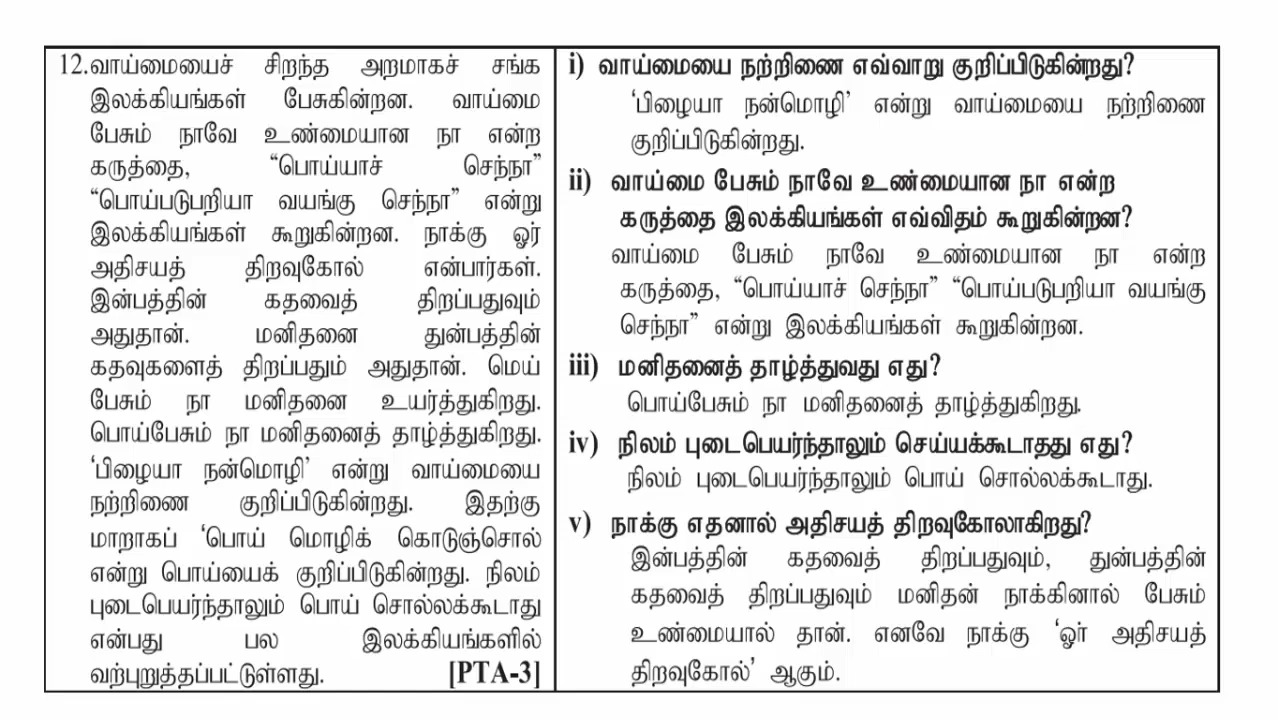 12.வாய்மையைச் சிறந்த அறமாகச் சங்க
இலக்கியங்கள் பேசுகின்றன. வாய்மை
பேசும் நாவே உண்மையான நா என்ற
கருத்தை, “பொய்யாச் செந்நா”
“பொய்படுபறியா வயங்கு செந்நா” என்று
இலக்கியங்கள் கூறுகின்றன. நாக்கு ஓர்
அதிசயத் திறவுகோல் என்பார்கள்.
இன்பத்தின் கதவைத் திறப்பதுவும்
அதுதான். மனிதனை துன்பத்தின்
கதவுகளைத் திறப்பதும் அதுதான். மெய்
பேசும் நா மனிதனை உயர்த்துகிறது.
பொய்பேசும் நா மனிதனைத் தாழ்த்துகிறது.
‘பிழையா நன்மொழி’ என்று வாய்மையை
நற்றிணை குறிப்பிடுகின்றது. இதற்கு
மாறாகப் ‘பொய் மொழிக் கொடுஞ்சொல்
என்று பொய்யைக் குறிப்பிடுகின்றது. நிலம்
புடைபெயர்ந்தாலும் பொய் சொல்லக்கூடாது
என்பது பல இலக்கியங்களில்
வற்புறுத்தப்பட்டுள்ளது. [PTA-3]
i) வாய்மையை நற்றிணை எவ்வாறு குறிப்பிடுகின்றது?
‘பிழையா நன்மொழி’ என்று வாய்மையை நற்றிணை
குறிப்பிடுகின்றது.
ii) வாய்மை பேசும் நாவே உண்மையான நா என்ற
கருத்தை இலக்கியங்கள் எவ்விதம் கூறுகின்றன?
வாய்மை பேசும் நாவே உண்மையான நா என்ற
கருத்தை, “பொய்யாச் செந்நா” “பொய்படுபறியா வயங்கு
செந்நா” என்று இலக்கியங்கள் கூறுகின்றன.
iii) மனிதனைத் தாழ்த்துவது எது?
பொய்பேசும் நா மனிதனைத் தாழ்த்துகிறது.
iv) நிலம் புடைபெயர்ந்தாலும் செய்யக்கூடாதது எது?
நிலம் புடைபெயர்ந்தாலும் பொய் சொல்லக்கூடாது.
v) நாக்கு எதனால் அதிசயத் திறவுகோலாகிறது?
இன்பத்தின் கதவைத் திறப்பதுவும், துன்பத்தின்
கதவைத் திறப்பதுவும் மனிதன் நாக்கினால் பேசும்
உண்மையால் தான். எனவே நாக்கு ‘ஓர் அதிசயத்
திறவுகோல்’ ஆகும்.